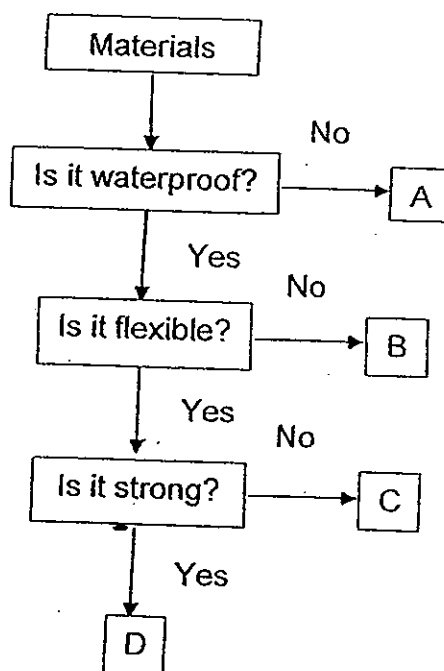 Materials
No
Is it waterproof?
A
Yes
No
Is it flexible?
B
Yes
No
Is it strong?
C
Yes
D